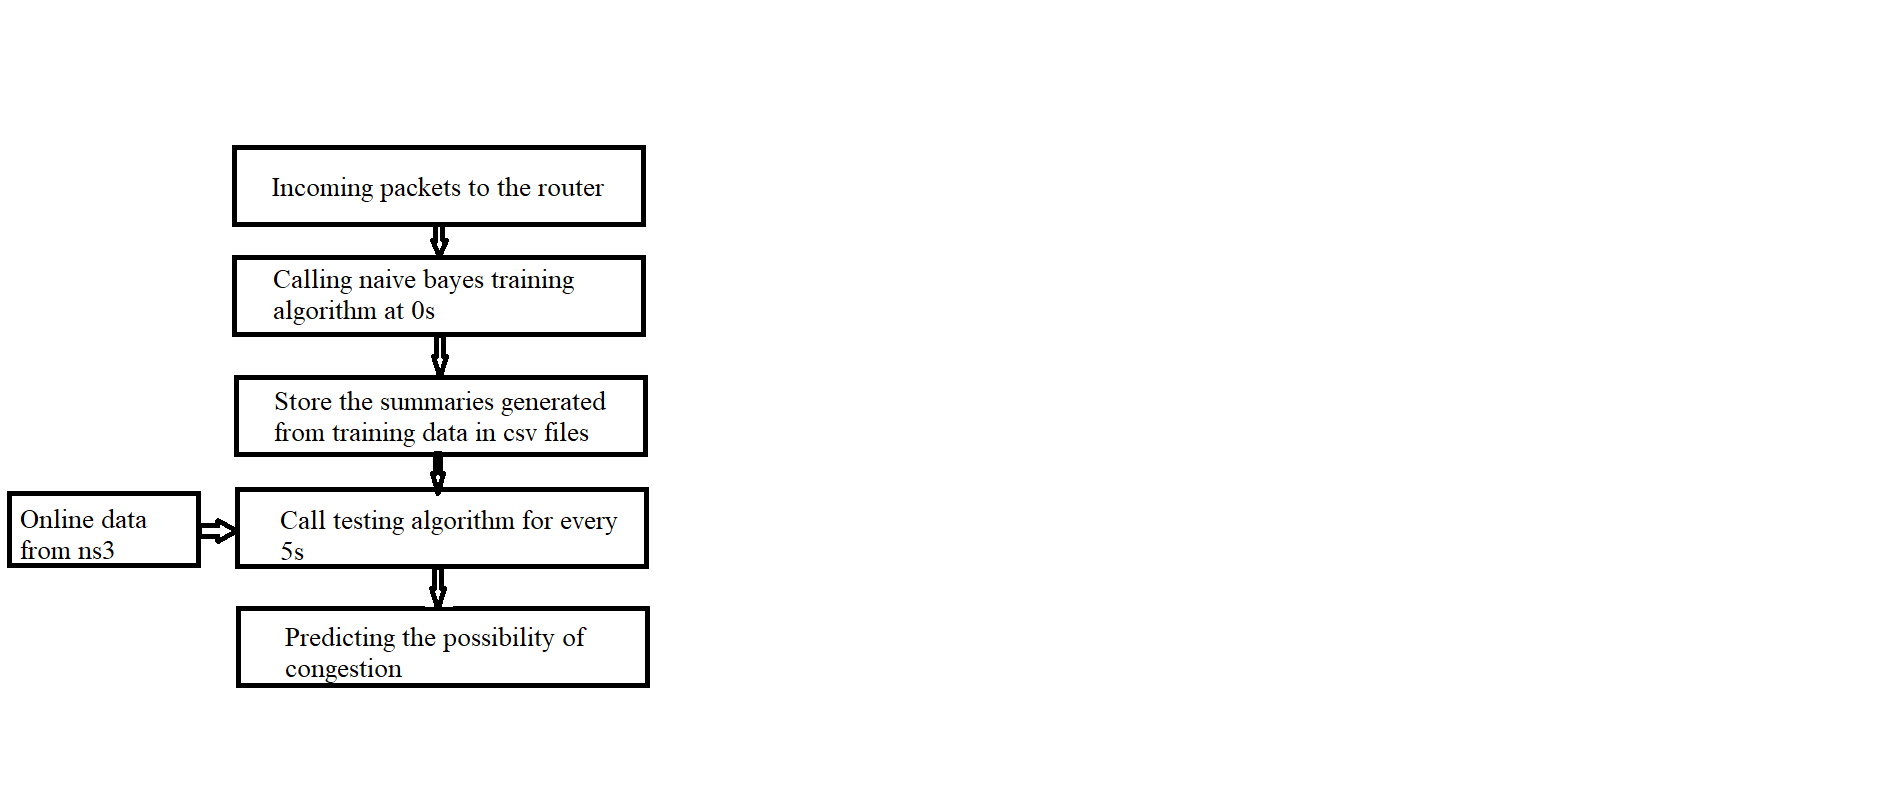 Incoming packets to the router
Calling naive bayes training
algorithm at 0s
Store the summaries generated
from training data in csv files
Online data
from ns3
Call testing algorithm for every
5s
Predicting the possibility of
congestion